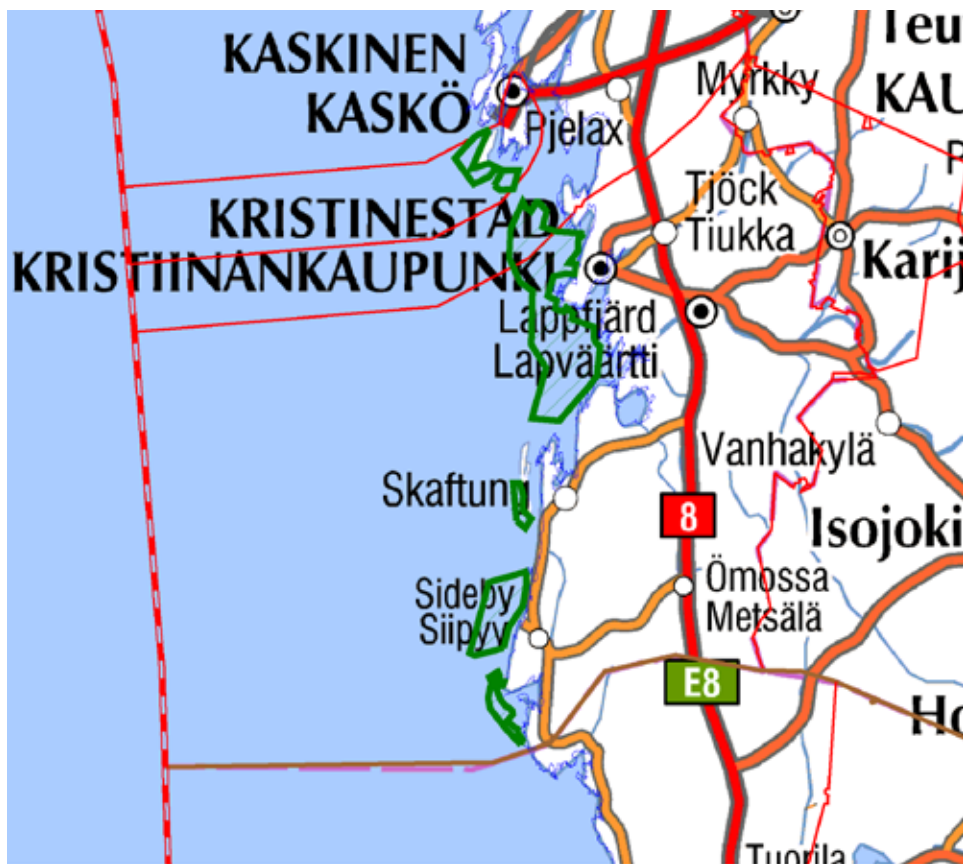 Teu
KASKINEN
KASKÖ
Myrkky
KAU
Pjelax
P
Tjöck
Tiukka
KRISTINESTAD
KRISTIINANKAUPUNKI
Karij
Lappfjärd
Lapväärtti
Vanhakylä
Skaftung
8
Isojoki
Sideby
Siipyy
Ömossa
Metsälä
E8
Ho
Tuorila